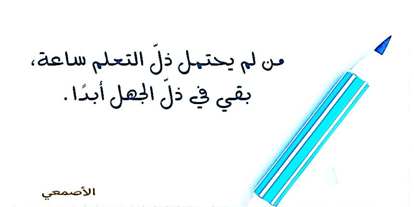 من لم يحتمل ذلّ التعلم ساعة،
بقي في ذلّ الجهل أبدًا.
الأصمعي